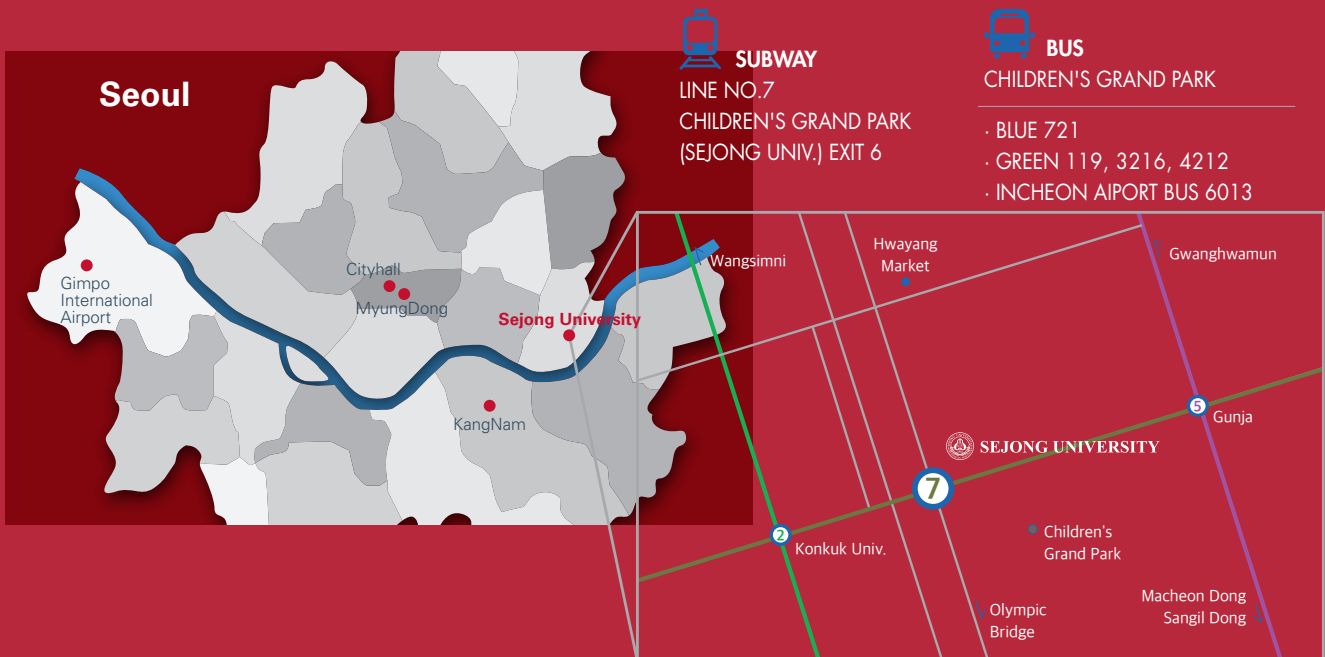 Seoul
Gimpo
International
Airport
Cityhall
MyungDong
Sejong University
KangNam
SUBWAY
LINE NO.7
CHILDREN'S GRAND PARK
(SEJONG UNIV.) EXIT 6
BUS
CHILDREN'S GRAND PARK
· BLUE 721
· GREEN 119, 3216, 4212
· INCHEON AIPORT BUS 6013
Wangsimni
Hwayang
Market
Gwanghwamun
5
Gunja
SEJONG UNIVERSITY
7
2
Konkuk Univ.
Children's
Grand Park
Olympic
Bridge
Macheon Dong
Sangil Dong